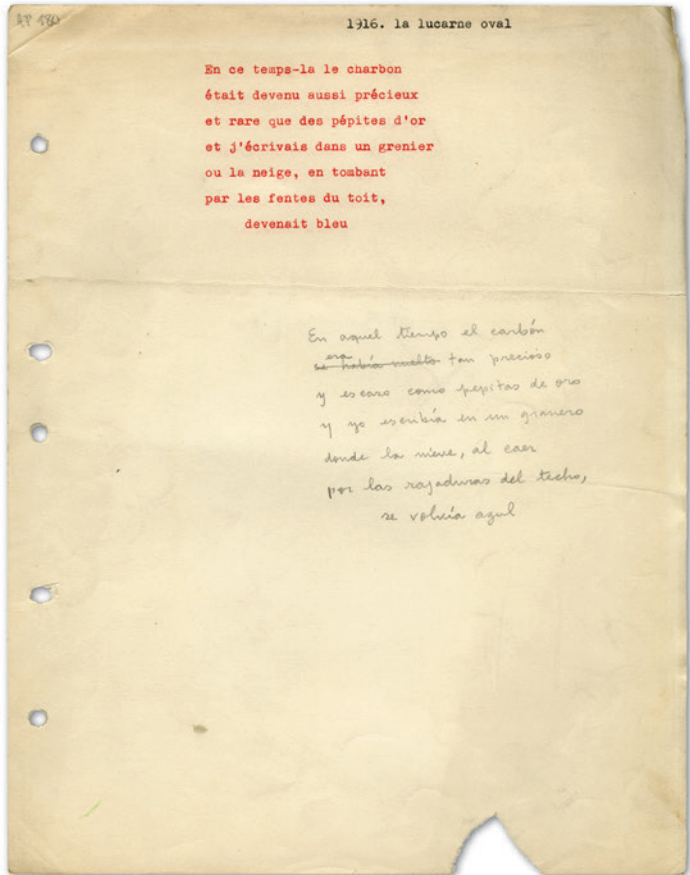 AP 180
1916. la lucarne oval
En ce temps-la le charbon
était devenu aussi précieux
et rare que des pépites d'or
et j'écrivais dans un grenier
ou la neige, en tombant
par les fentes du toit,
devenait bleu
En aquel tiempo el carbón
era
se había vuelto tan precioso
y escaso como pepitas de oro
y yo escribía en un granero
donde la nieve, al caer
por las rajaduras del techo,
se volvía azul